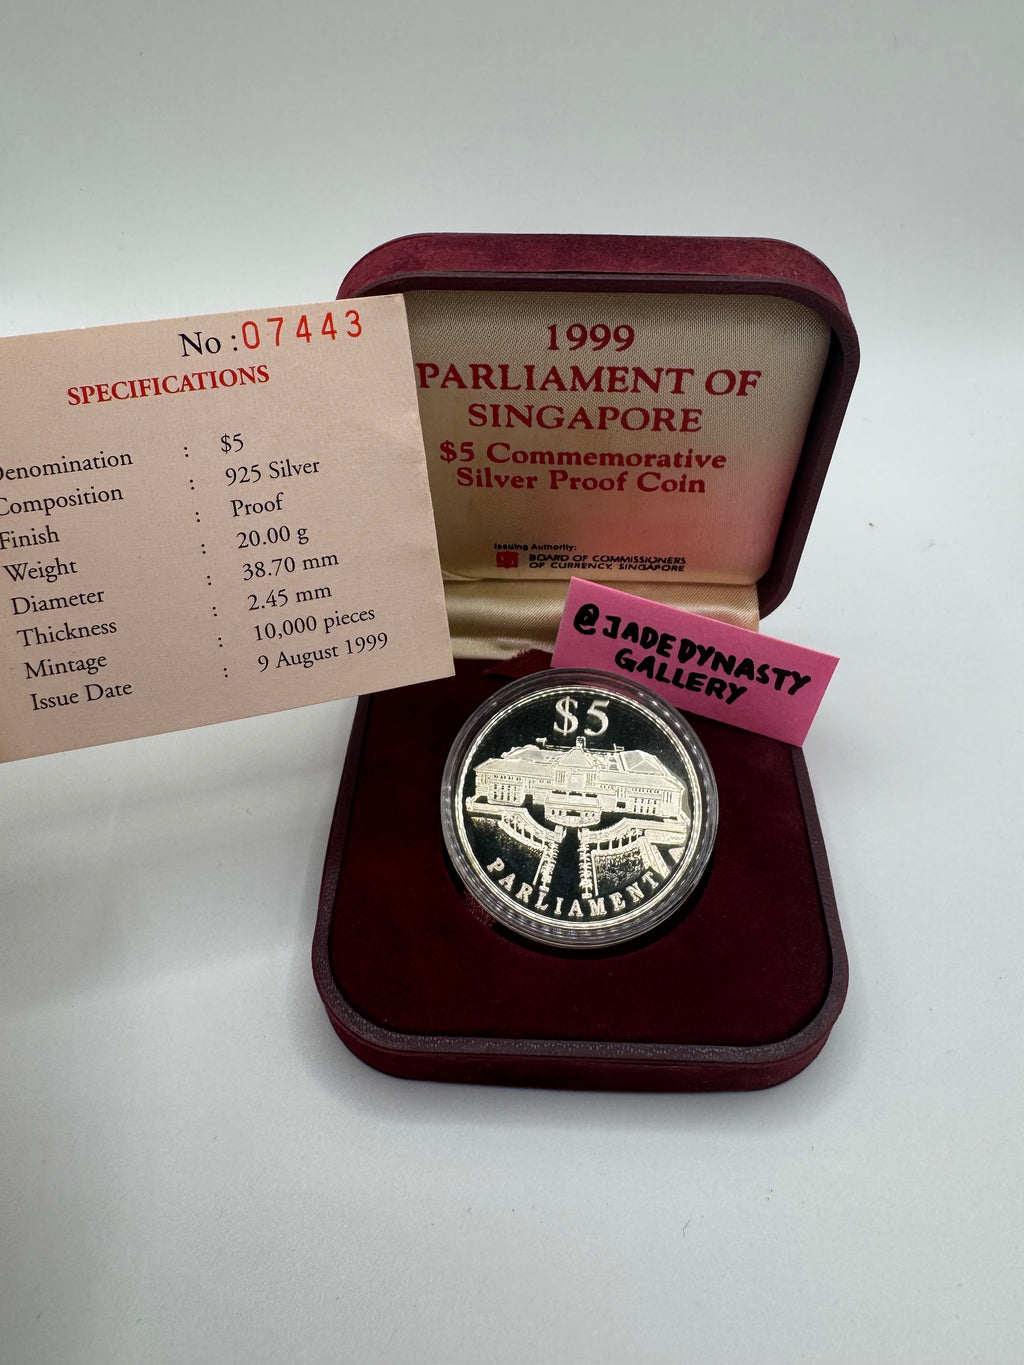 No : 07443
SPECIFICATIONS
Denomination : $5
Composition : 925 Silver
Finish : Proof
Weight : 20.00 g
Diameter : 38.70 mm
Thickness : 2.45 mm
Mintage : 10,000 pieces
Issue Date : 9 August 1999
1999
PARLIAMENT OF
SINGAPORE
$5 Commemorative
Silver Proof Coin
Issuing Authority:
BOARD OF COMMISSIONERS
OF CURRENCY, SINGAPORE
@JADEDYNASTY
GALLERY
$5
PARLIAMENT